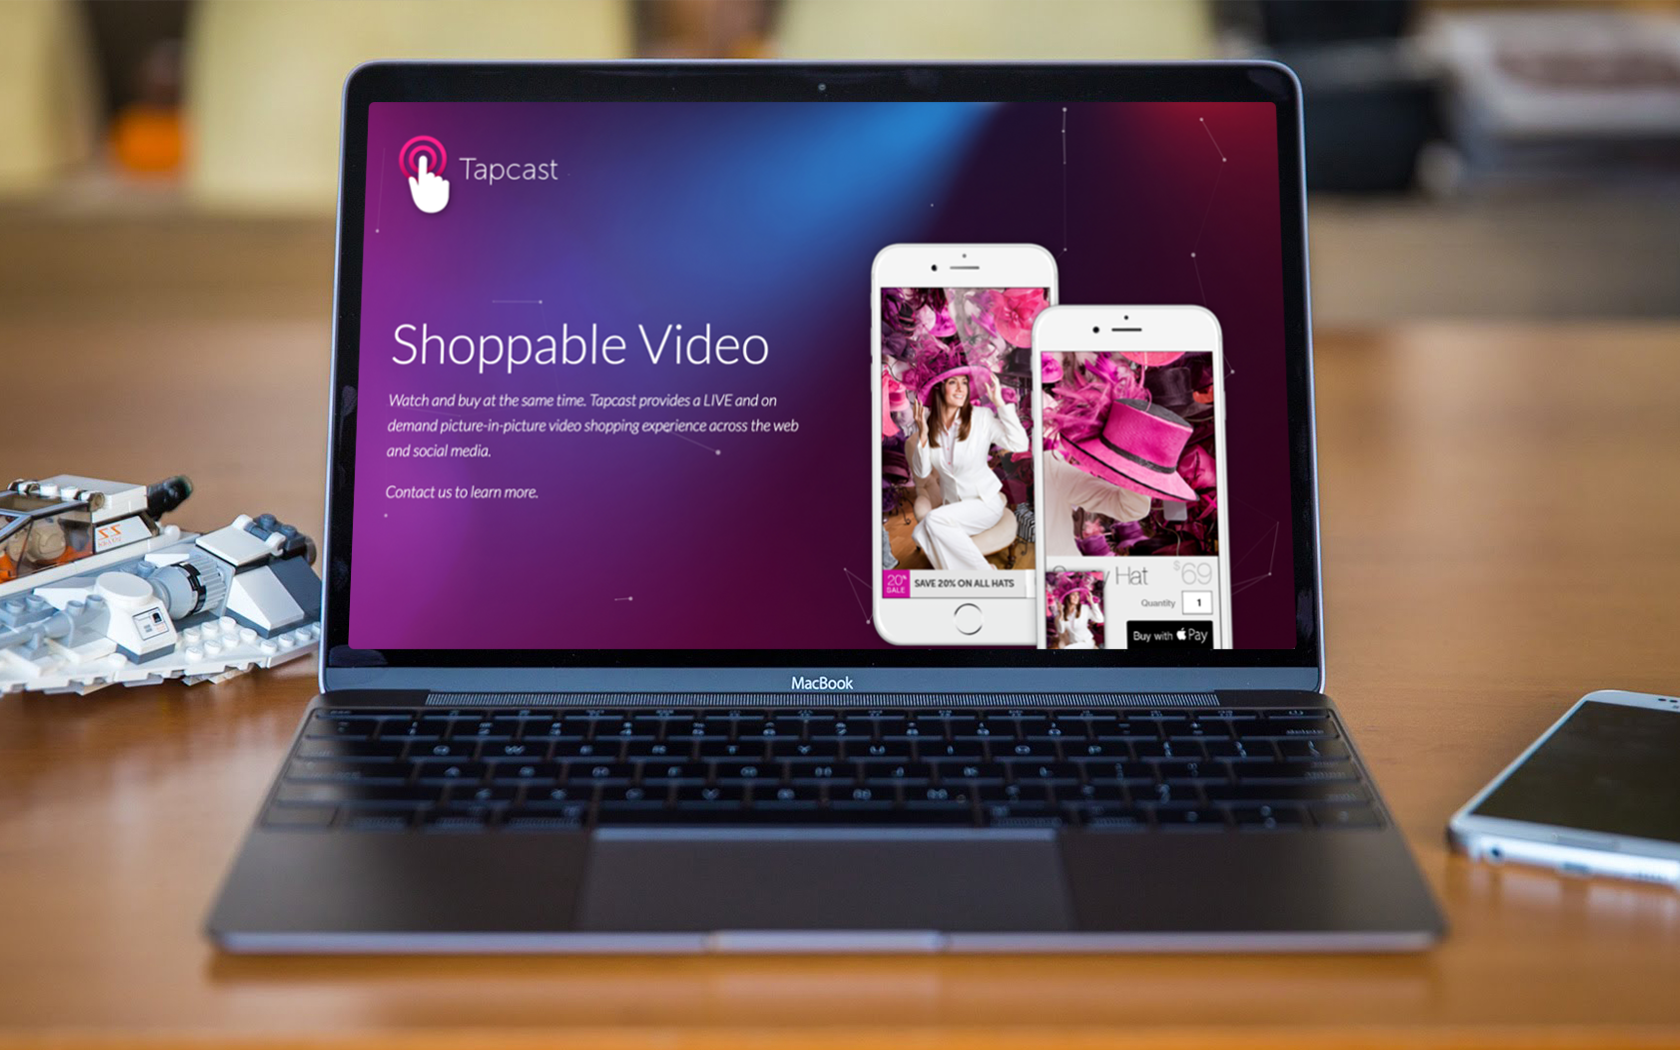 Tapcast
Shoppable Video
Watch and buy at the same time. Tapcast provides a LIVE and on
demand picture-in-picture video shopping experience across the web
and social media.
Contact us to learn more.
20%
SALE
SAVE 20% ON ALL HATS
Hat
$69
Quantity
1
Buy with Pay
MacBook